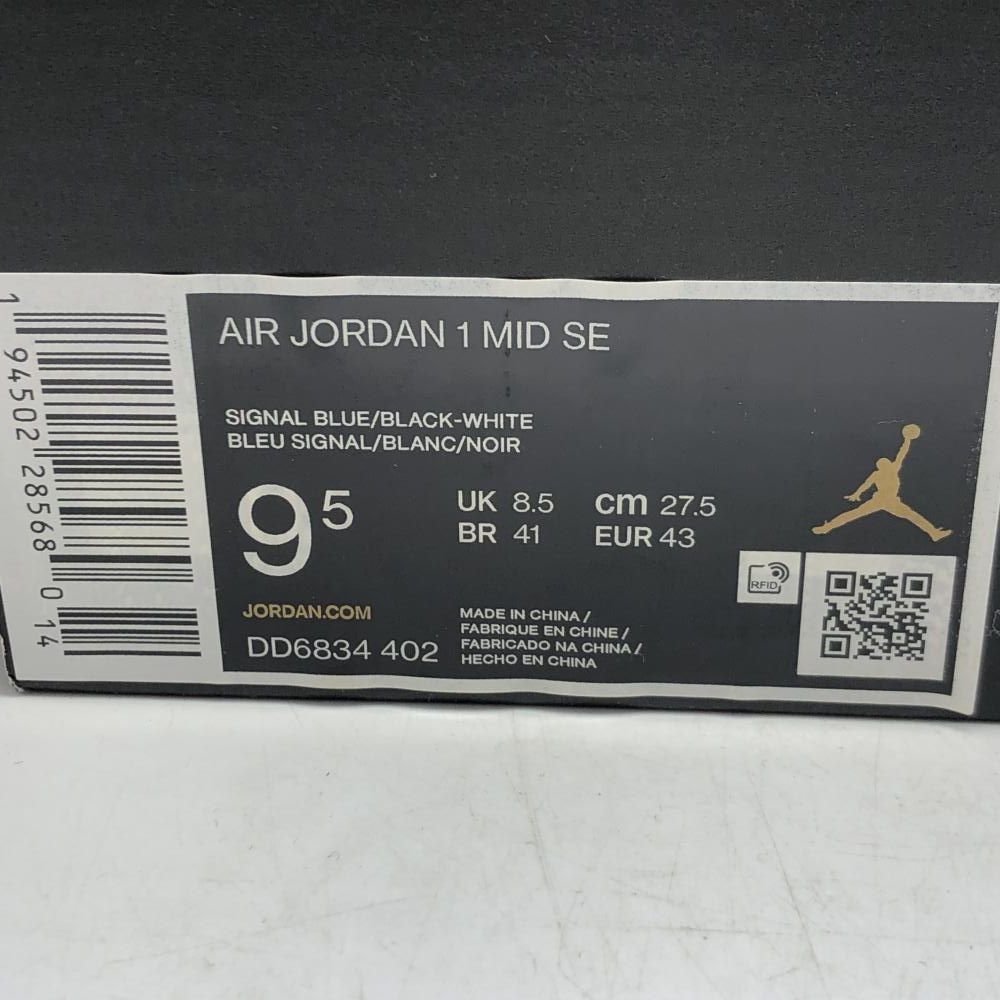 AIR JORDAN 1 MID SE
SIGNAL BLUE/BLACK-WHITE
BLEU SIGNAL/BLANC/NOIR
9 5
UK 8.5 cm 27.5
BR 41 EUR 43
RFID
JORDAN.COM
DD6834 402
MADE IN CHINA /
FABRIQUE EN CHINE /
FABRICADO NA CHINA /
HECHO EN CHINA
1 94502 28568 0 14